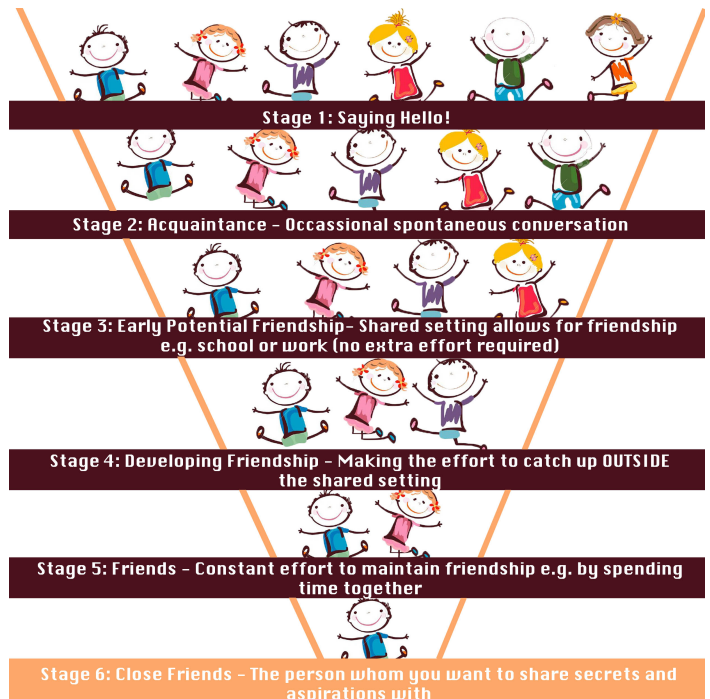 Stage 1: Saying Hello!
Stage 2: Acquaintance - Occassional spontaneous conversation
Stage 3: Early Potential Friendship- Shared setting allows for friendship
e.g. school or work (no extra effort required)
Stage 4: Developing Friendship - Making the effort to catch up OUTSIDE
the shared setting
Stage 5: Friends - Constant effort to maintain friendship e.g. by spending
time together
Stage 6: Close Friends - The person whom you want to share secrets and
aspirations with